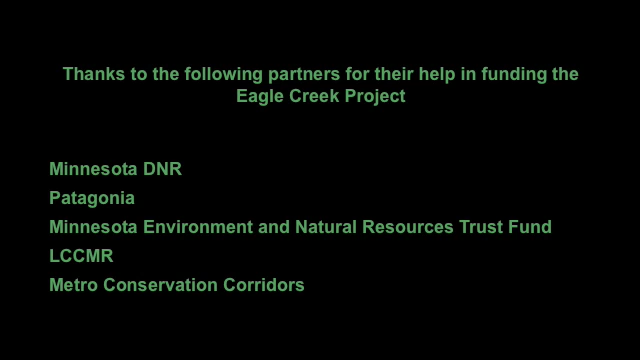 Thanks to the following partners for their help in funding the
Eagle Creek Project
Minnesota DNR
Patagonia
Minnesota Environment and Natural Resources Trust Fund
LCCMR
Metro Conservation Corridors